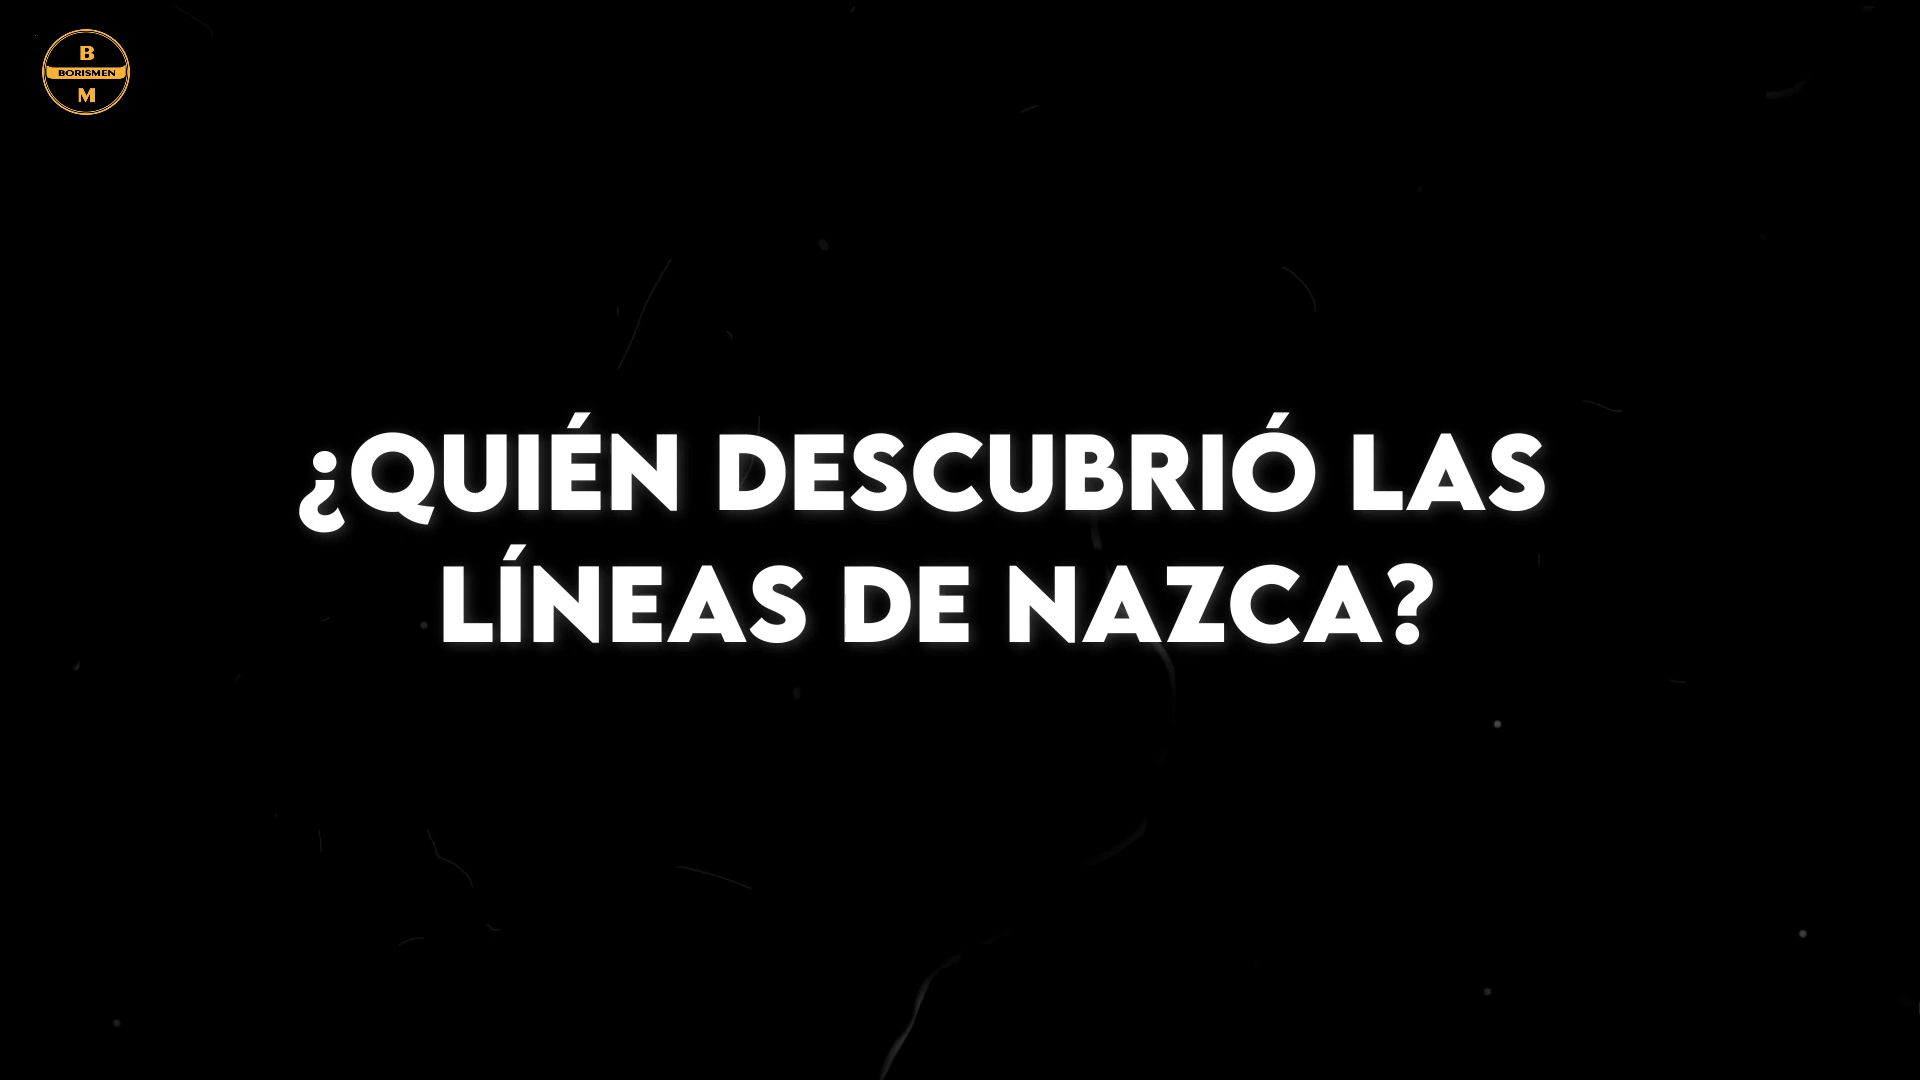 B
BORISMEN
M
¿QUIÉN DESCUBRIÓ LAS
LÍNEAS DE NAZCA?